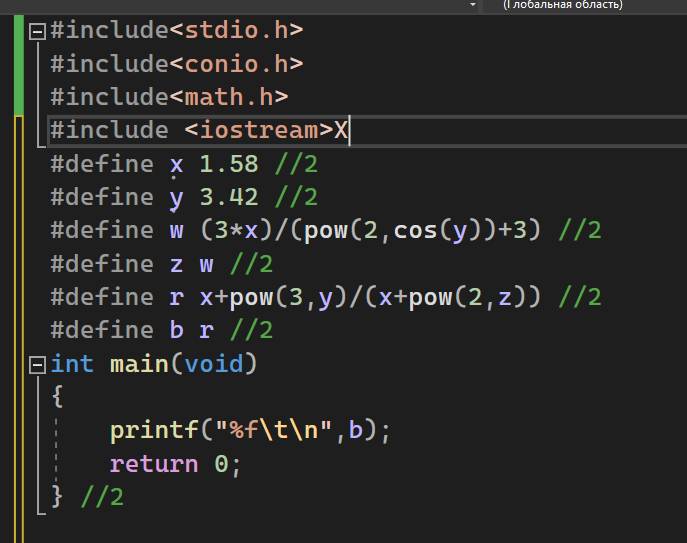 (Глобальная область)
#include<stdio.h>
#include<conio.h>
#include<math.h>
#include <iostream>X
#define x 1.58 //2
#define y 3.42 //2
#define w (3*x)/(pow(2,cos(y))+3) //2
#define z w //2
#define r x+pow(3,y)/(x+pow(2,z)) //2
#define b r //2
int main(void)
{
printf("%f\t\n",b);
return 0;
} //2